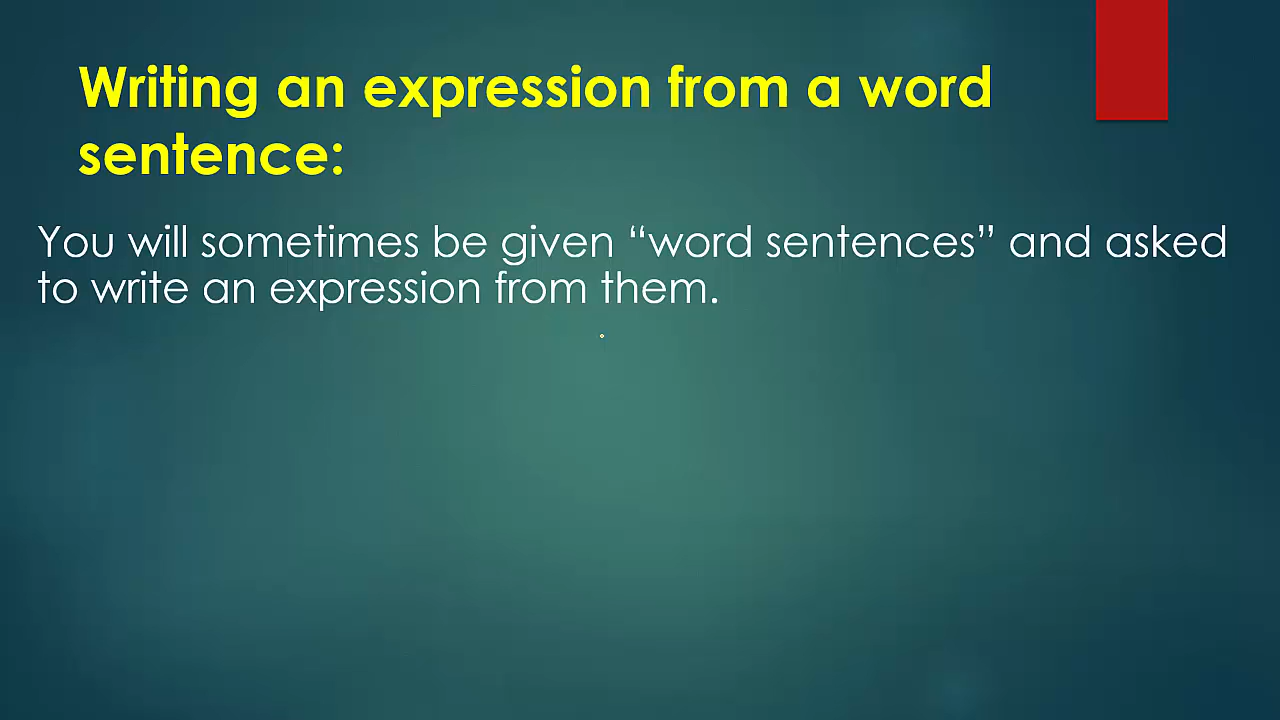 Writing an expression from a word
sentence:
You will sometimes be given “word sentences” and asked
to write an expression from them.